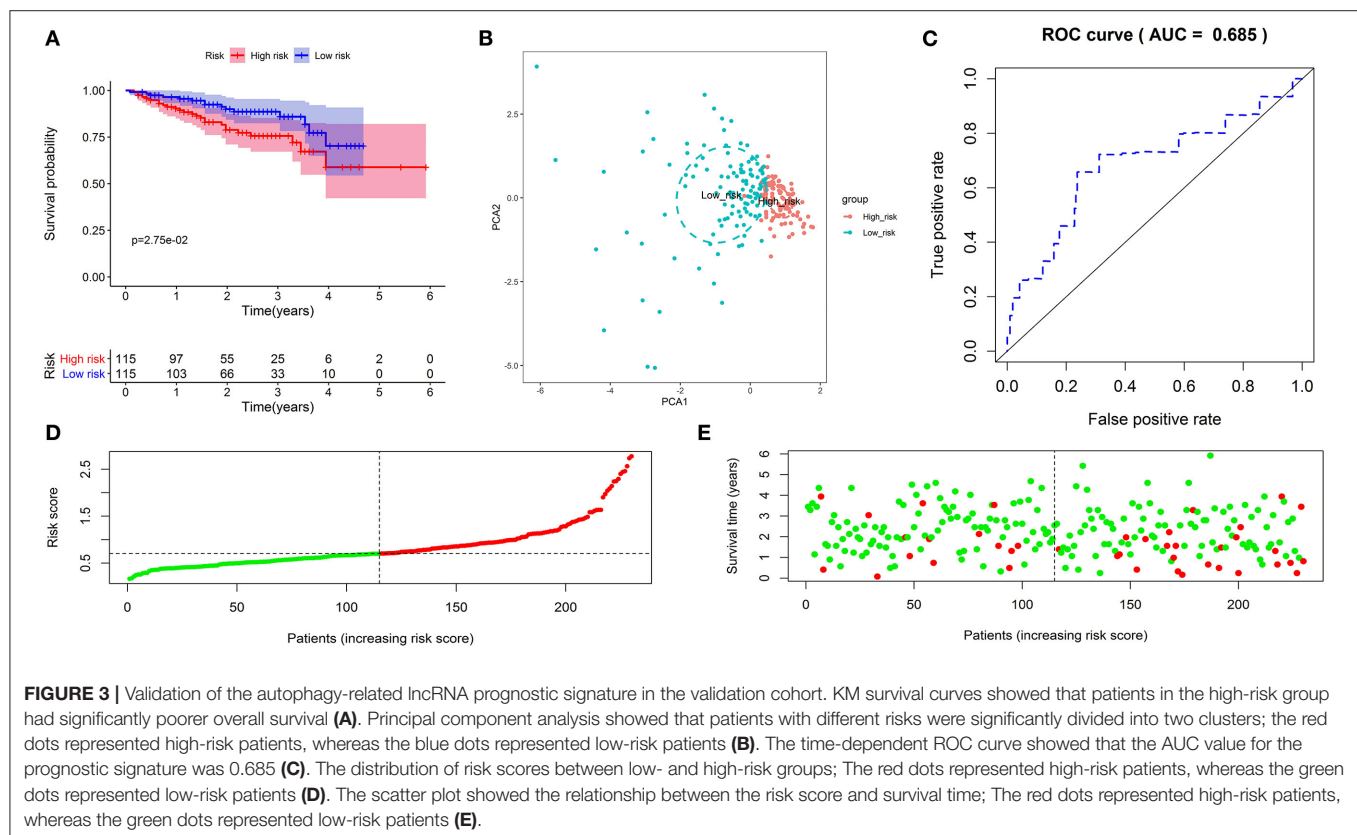 A
Risk High risk Low risk
1.00
0.75
0.50
0.25
0.00
Survival probability
p=2.75e-02
0 1 2 3 4 5 6
Time(years)
Risk
High risk 115 97 55 25 6 2 0
Low risk 115 103 66 33 10 0 0
0 1 2 3 4 5 6
Time(years)
B
2.5
0.0
-2.5
-5.0
PCA2
Low_risk
High_risk
-6 -4 -2 0 2
PCA1
group
High_risk
Low_risk
C
ROC curve ( AUC = 0.685 )
1.0
0.8
0.6
0.4
0.2
0.0
True positive rate
0.0 0.2 0.4 0.6 0.8 1.0
False positive rate
D
2.5
1.5
0.5
Risk score
0 50 100 150 200
Patients (increasing risk score)
E
6
5
4
3
2
1
0
Survival time (years)
0 50 100 150 200
Patients (increasing risk score)
FIGURE 3 | Validation of the autophagy-related lncRNA prognostic signature in the validation cohort. KM survival curves showed that patients in the high-risk group
had significantly poorer overall survival (A). Principal component analysis showed that patients with different risks were significantly divided into two clusters; the red
dots represented high-risk patients, whereas the blue dots represented low-risk patients (B). The time-dependent ROC curve showed that the AUC value for the
prognostic signature was 0.685 (C). The distribution of risk scores between low- and high-risk groups; The red dots represented high-risk patients, whereas the green
dots represented low-risk patients (D). The scatter plot showed the relationship between the risk score and survival time; The red dots represented high-risk patients,
whereas the green dots represented low-risk patients (E).